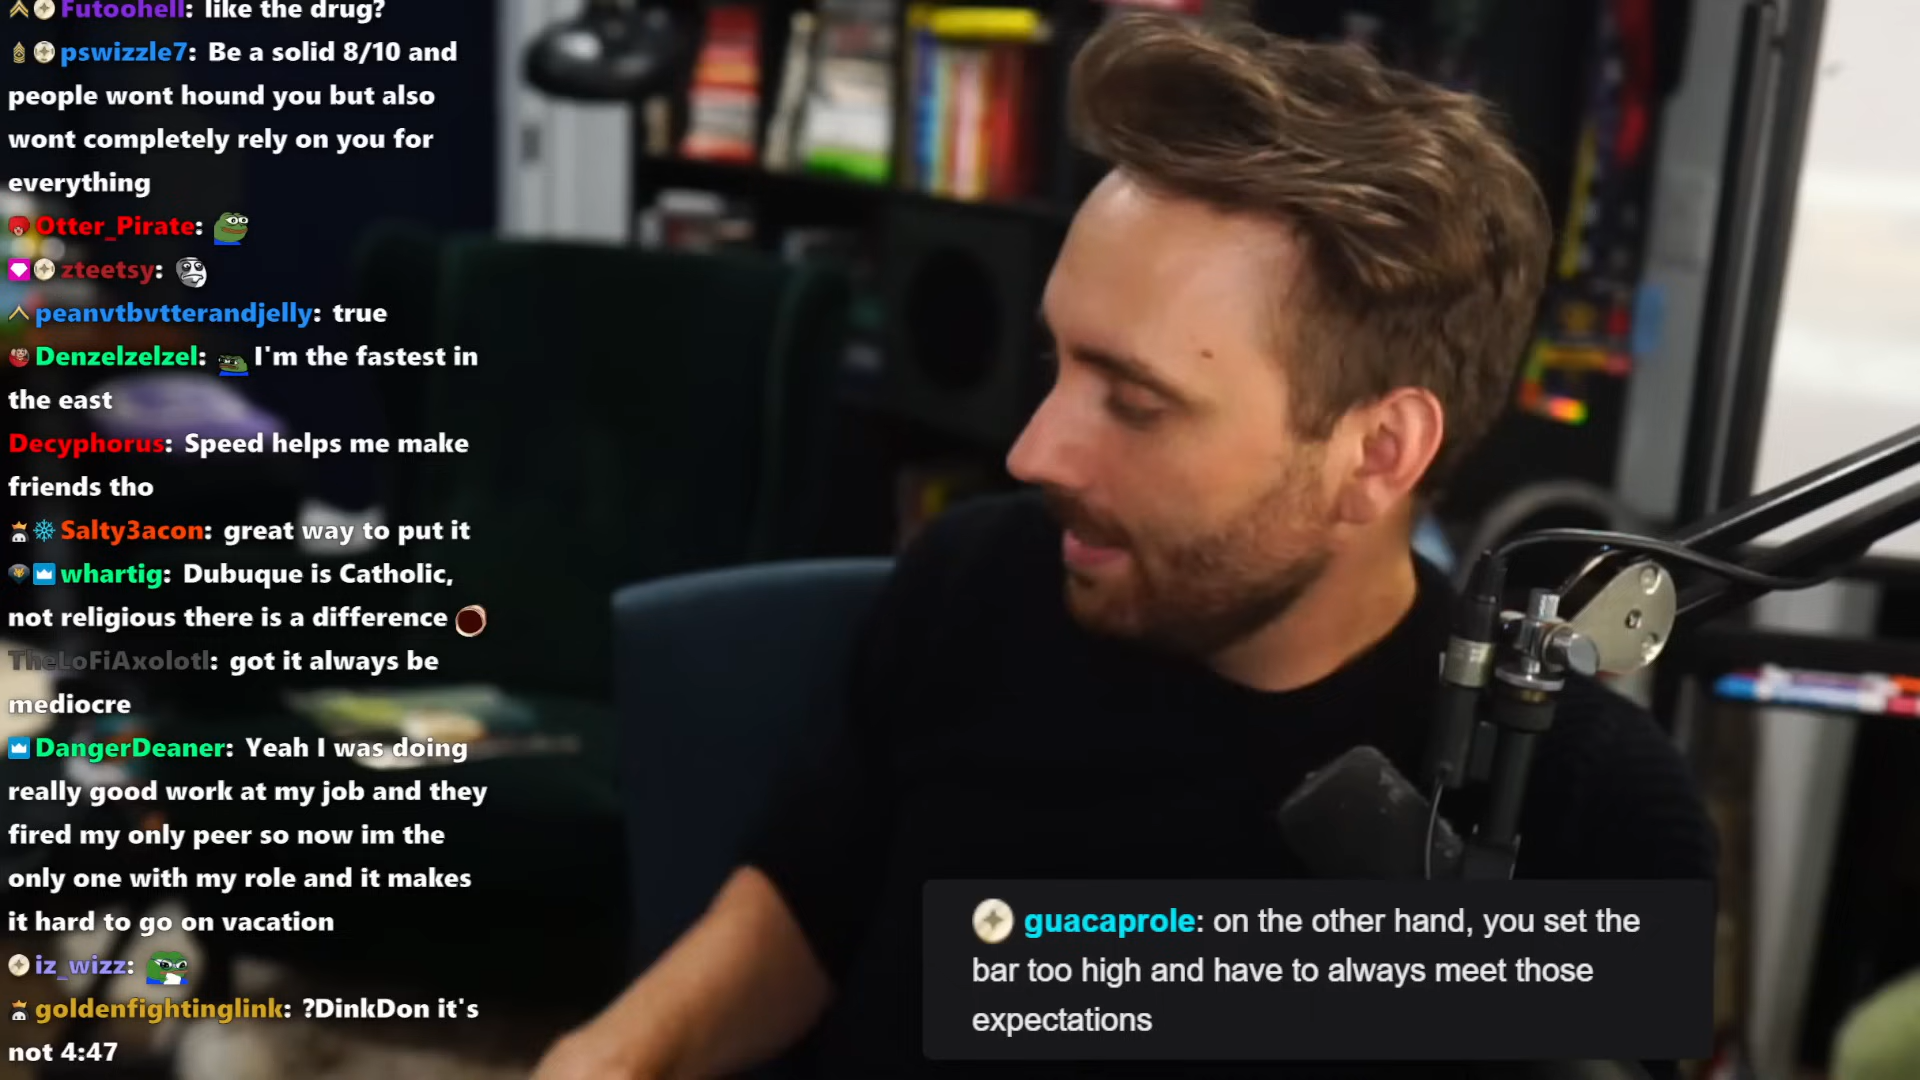 Futoohell: like the drug?
pswizzle7: Be a solid 8/10 and
people wont hound you but also
wont completely rely on you for
everything
Otter_Pirate:
zteetsy:
peanvtbvtterandjelly: true
Denzelzelzel: I'm the fastest in
the east
Decyphorus: Speed helps me make
friends tho
Salty3acon: great way to put it
whartig: Dubuque is Catholic,
not religious there is a difference
TheLoFiAxolotl: got it always be
mediocre
DangerDeaner: Yeah I was doing
really good work at my job and they
fired my only peer so now im the
only one with my role and it makes
it hard to go on vacation
iz_wizz:
goldenfightinglink: ?DinkDon it's
not 4:47
guacaprole: on the other hand, you set the
bar too high and have to always meet those
expectations